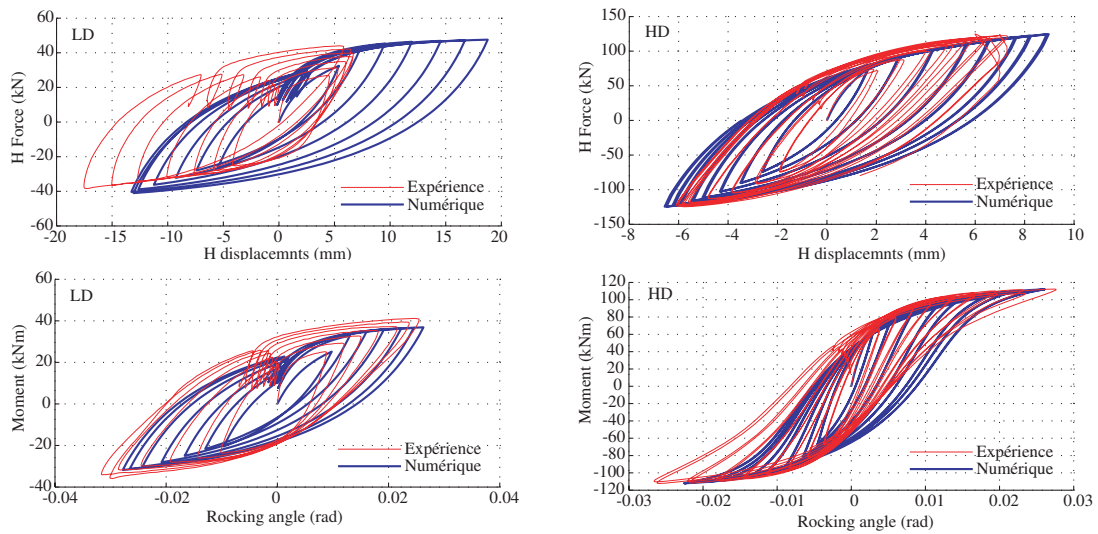 LD
H Force (kN)
60
40
20
0
-20
-40
-60
Expérience
Numérique
-20 -15 -10 -5 0 5 10 15 20
H displacemnts (mm)
HD
H Force (kN)
150
100
50
0
-50
-100
-150
Expérience
Numérique
-8 -6 -4 -2 0 2 4 6 8 10
H displacemnts (mm)
LD
Moment (kNm)
60
40
20
0
-20
-40
Expérience
Numérique
-0.04 -0.02 0 0.02 0.04
Rocking angle (rad)
HD
Moment (kNm)
120
100
80
60
40
20
0
-20
-40
-60
-80
-100
-120
Expérience
Numérique
-0.03 -0.02 -0.01 0 0.01 0.02 0.03
Rocking angle (rad)